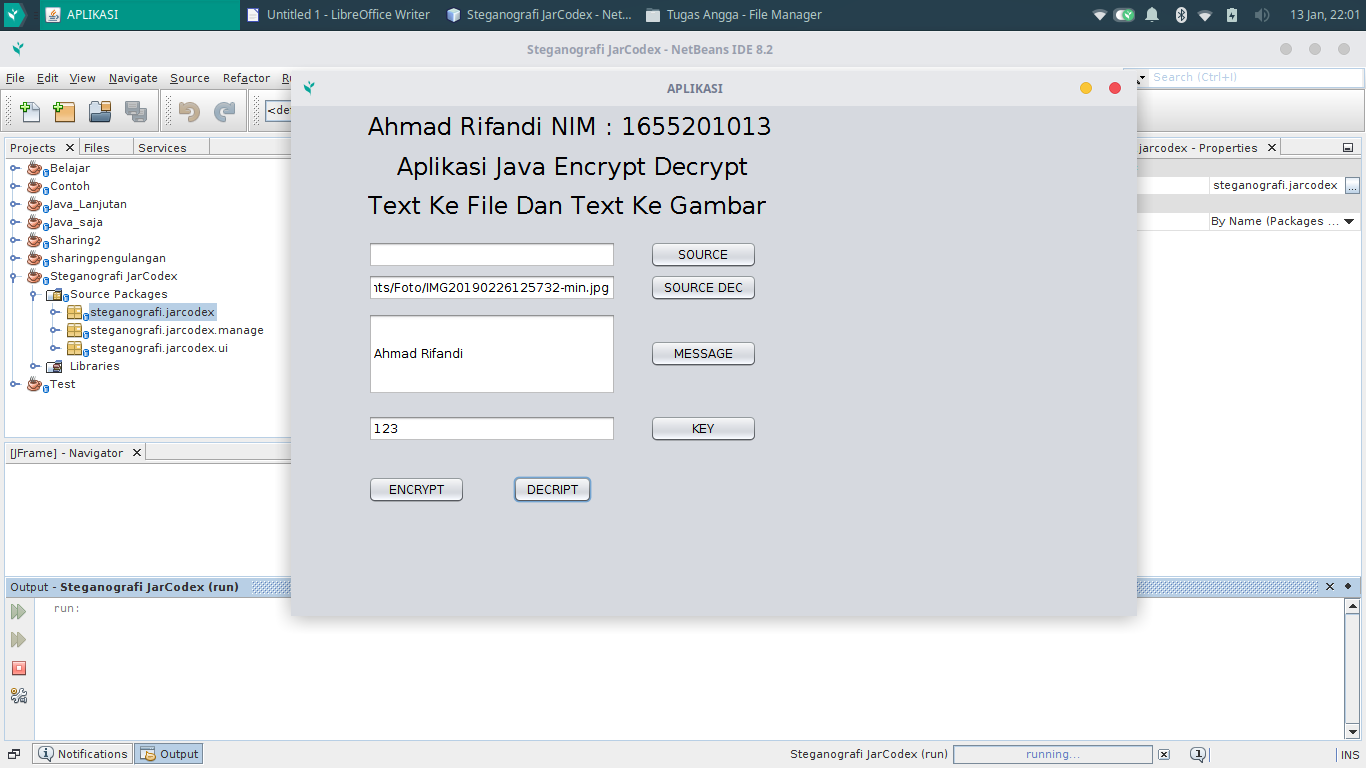 APLIKASI
Untitled 1 - LibreOffice Writer
Steganografi JarCodex - Net...
Tugas Angga - File Manager
13 Jan, 22:01
Steganografi JarCodex - NetBeans IDE 8.2
File Edit View Navigate Source Refactor
Search (Ctrl+I)
Projects Files Services
Belajar
Contoh
Java_Lanjutan
Java_saja
Sharing2
sharingpengulangan
Steganografi JarCodex
Source Packages
steganografi.jarcodex
steganografi.jarcodex.manage
steganografi.jarcodex.ui
Libraries
Test
[JFrame] - Navigator
APLIKASI
Ahmad Rifandi NIM : 1655201013
Aplikasi Java Encrypt Decrypt
Text Ke File Dan Text Ke Gambar
SOURCE
nts/Foto/IMG20190226125732-min.jpg SOURCE DEC
Ahmad Rifandi MESSAGE
123 KEY
ENCRYPT DECRIPT
jarcodex - Properties
steganografi.jarcodex ...
By Name (Packages ...
Output - Steganografi JarCodex (run)
run:
Notifications Output
Steganografi JarCodex (run) running...
1
INS